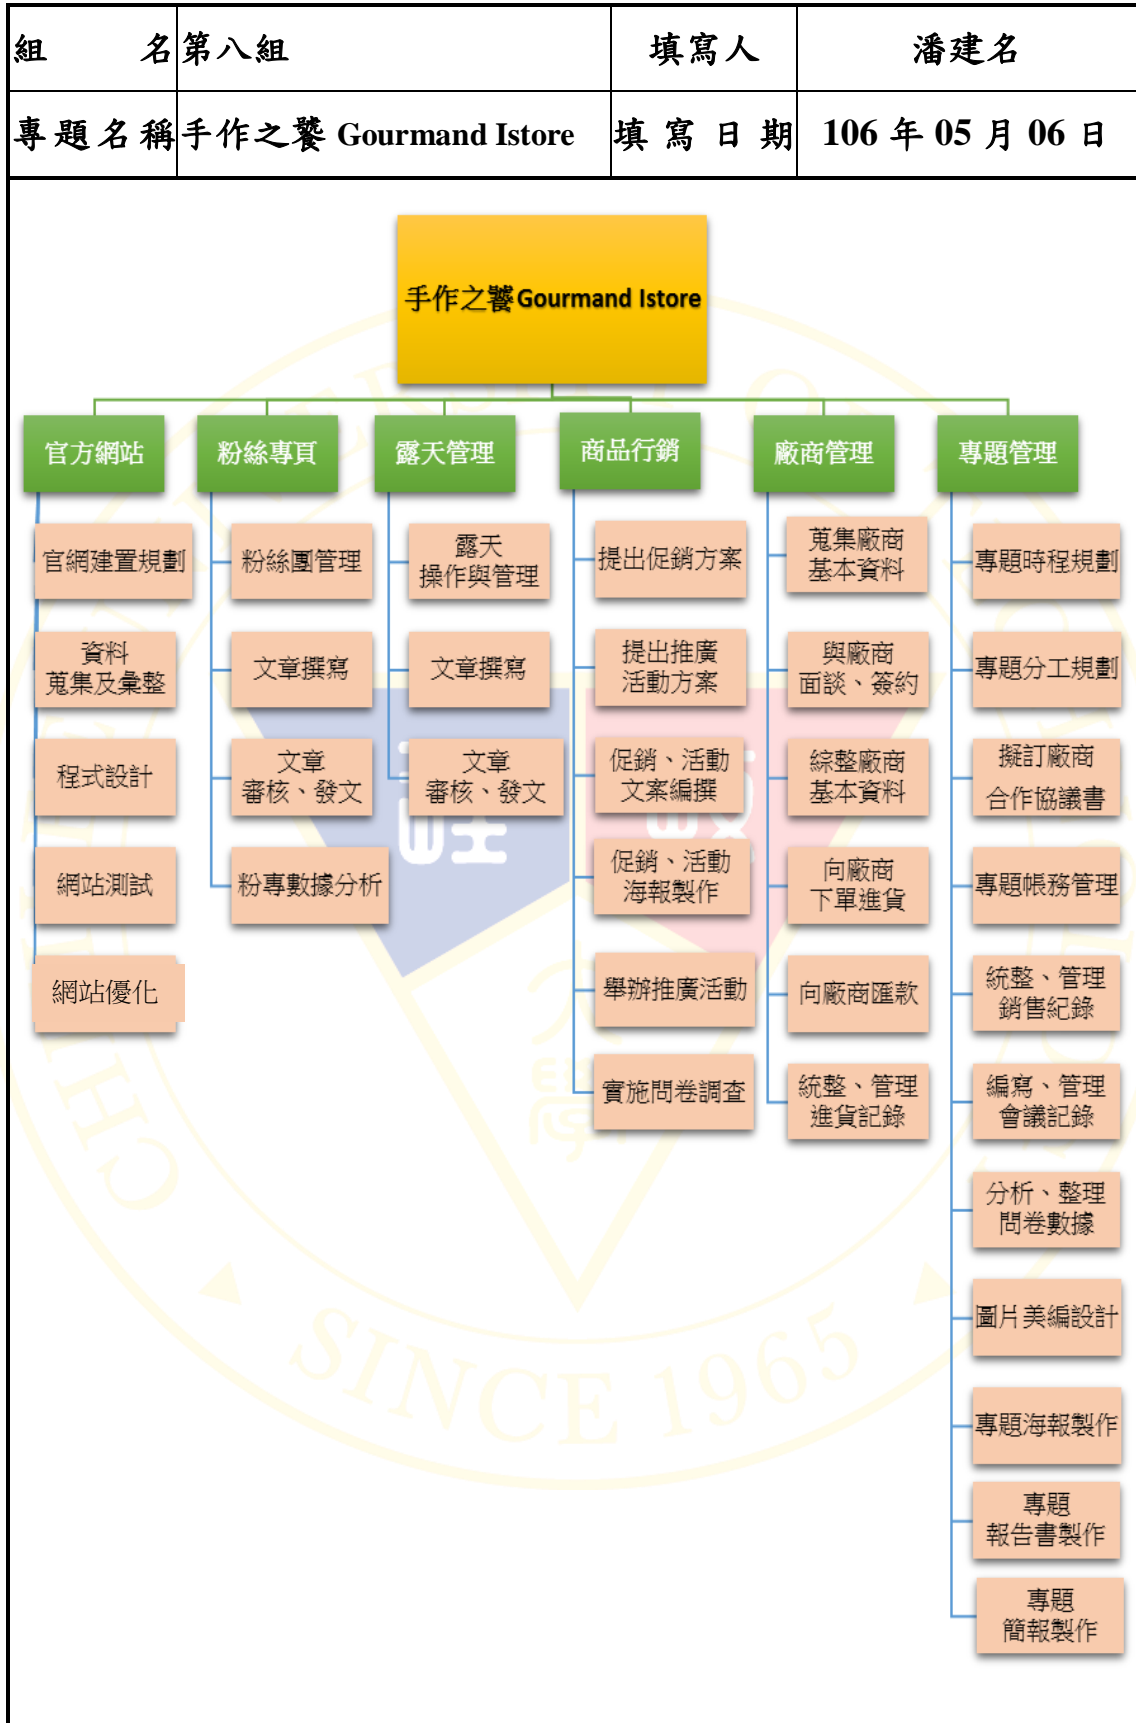 組 名 第八組 填寫人 潘建名
專題名稱 手作之饕 Gourmand Istore 填寫日期 106 年 05 月 06 日
手作之饕Gourmand Istore
官方網站
官網建置規劃
資料
蒐集及彙整
程式設計
網站測試
網站優化
粉絲專頁
粉絲團管理
文章撰寫
文章
審核、發文
粉專數據分析
露天管理
露天
操作與管理
文章撰寫
文章
審核、發文
商品行銷
提出促銷方案
提出推廣
活動方案
促銷、活動
文案編撰
促銷、活動
海報製作
舉辦推廣活動
實施問卷調查
廠商管理
蒐集廠商
基本資料
與廠商
面談、簽約
綜整廠商
基本資料
向廠商
下單進貨
向廠商匯款
統整、管理
進貨記錄
專題管理
專題時程規劃
專題分工規劃
擬訂廠商
合作協議書
專題帳務管理
統整、管理
銷售紀錄
編寫、管理
會議記錄
分析、整理
問卷數據
圖片美編設計
專題海報製作
專題
報告書製作
專題
簡報製作
SINCE 1965